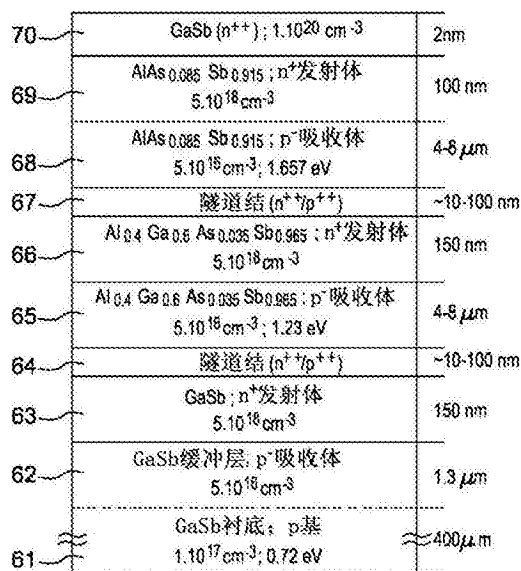 70 GaSb (n⁺⁺) ; 1.10²⁰ cm⁻³ 2nm
AlAs₀.₀₈₅ Sb₀.₉₁₅ ; n⁺发射体
69 5.10¹⁸cm⁻³ 100 nm
AlAs₀.₀₈₅ Sb₀.₉₁₅ ; p⁻吸收体
68 5.10¹⁶cm⁻³; 1.657 eV 4-8 μm
67 隧道结 (n⁺⁺/p⁺⁺) ~10-100 nm
Al₀.₄ Ga₀.₆ As₀.₀₃₅ Sb₀.₉₆₅ ; n⁺发射体
66 5.10¹⁸cm⁻³ 150 nm
Al₀.₄ Ga₀.₆ As₀.₀₃₅ Sb₀.₉₆₅ ; p⁻吸收体
65 5.10¹⁶cm⁻³ ; 1.23 eV 4-8 μm
64 隧道结 (n⁺⁺/p⁺⁺) ~10-100 nm
GaSb ; n⁺发射体
63 5.10¹⁸cm⁻³ 150 nm
GaSb缓冲层; p⁻吸收体
62 5.10¹⁶cm⁻³ 1.3 μm
GaSb衬底; p基 400μm
61 1.10¹⁷cm⁻³; 0.72 eV